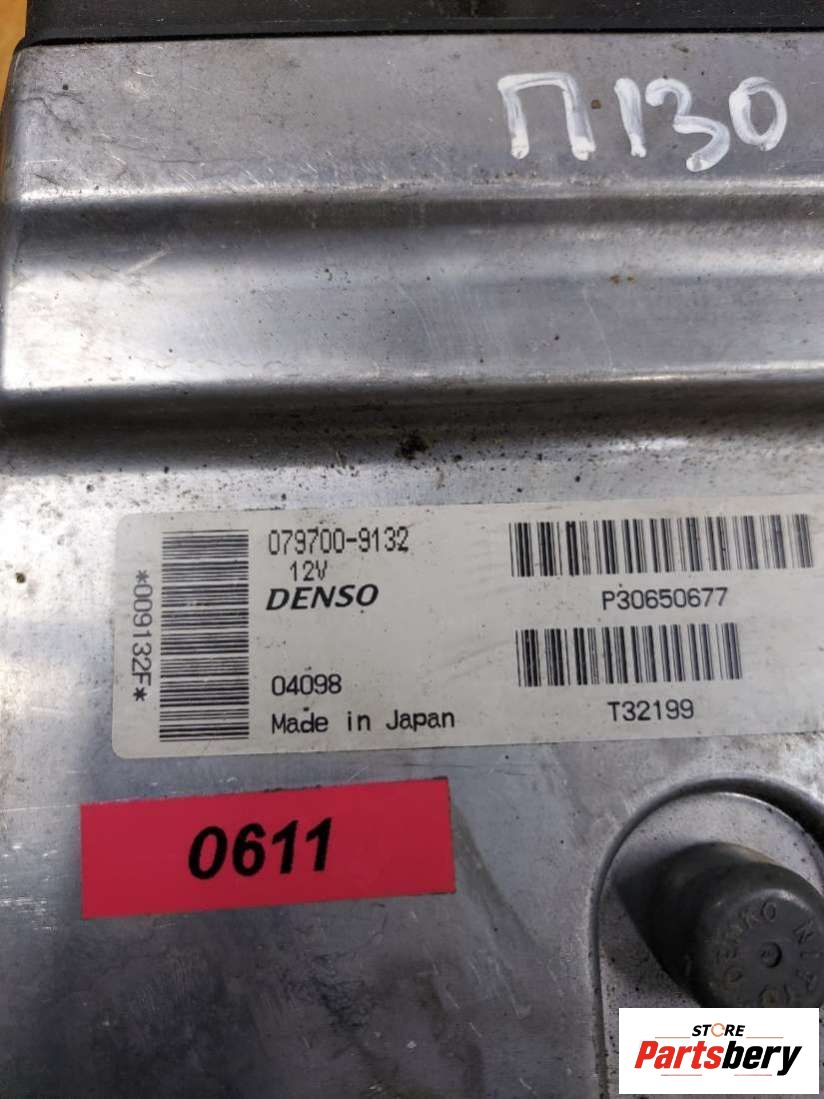 П130
079700-9132
12V
DENSO
P30650677
*009132F*
04098
Made in Japan
T32199
0611
STORE
Partsbery